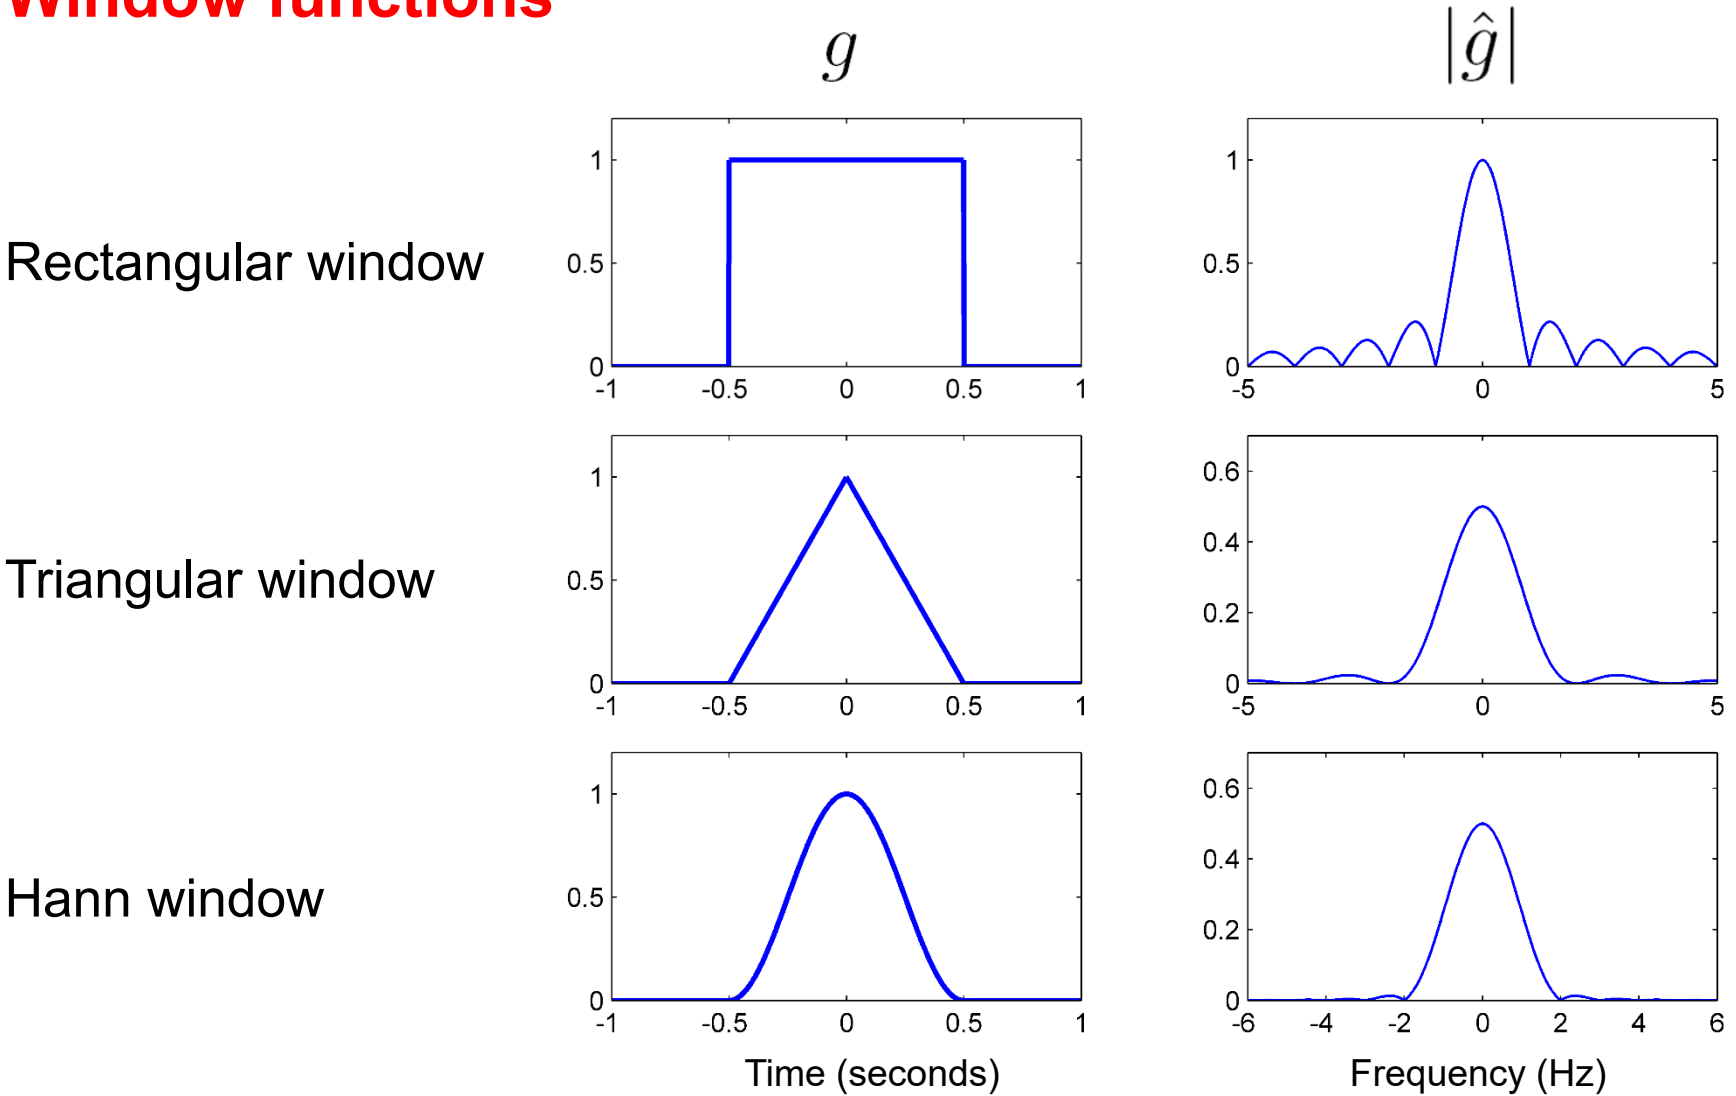 Window functions
g
|ĝ|
Rectangular window
1
0.5
0
-1 -0.5 0 0.5 1
1
0.5
0
-5 0 5
Triangular window
1
0.5
0
-1 -0.5 0 0.5 1
0.6
0.4
0.2
0
-5 0 5
Hann window
1
0.5
0
-1 -0.5 0 0.5 1
0.6
0.4
0.2
0
-6 -4 -2 0 2 4 6
Time (seconds)
Frequency (Hz)